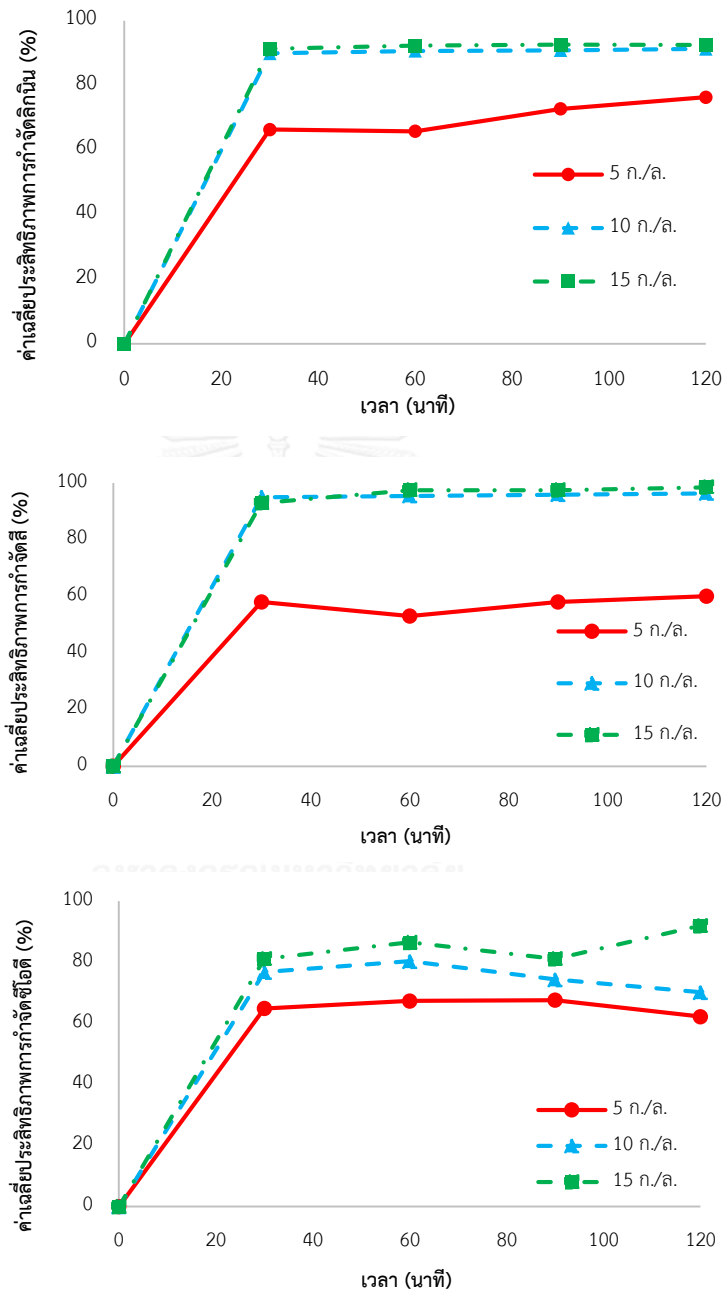 ค่าเฉลี่ยประสิทธิภาพการกำจัดลิกนิน (%)
100
80
60
40
20
0
0 20 40 60 80 100 120
เวลา (นาที)
5 ก./ล.
10 ก./ล.
15 ก./ล.
ค่าเฉลี่ยประสิทธิภาพการกำจัดสี (%)
100
80
60
40
20
0
0 20 40 60 80 100 120
เวลา (นาที)
5 ก./ล.
10 ก./ล.
15 ก./ล.
ค่าเฉลี่ยประสิทธิภาพการกำจัดซีโอดี (%)
100
80
60
40
20
0
0 20 40 60 80 100 120
เวลา (นาที)
5 ก./ล.
10 ก./ล.
15 ก./ล.